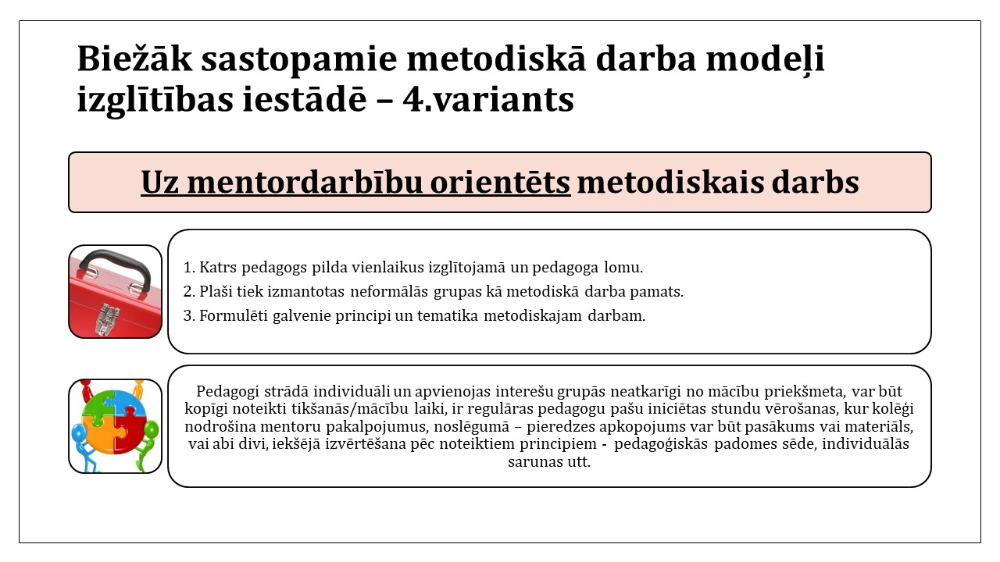 Biežāk sastopamie metodiskā darba modeļi
izglītības iestādē – 4.variants
Uz mentordarbību orientēts metodiskais darbs
1. Katrs pedagogs pilda vienlaikus izglītojamā un pedagoga lomu.
2. Plaši tiek izmantotas neformālās grupas kā metodiskā darba pamats.
3. Formulēti galvenie principi un tematika metodiskajam darbam.
Pedagogi strādā individuāli un apvienojas interešu grupās neatkarīgi no mācību priekšmeta, var būt
kopīgi noteikti tikšanās/mācību laiki, ir regulāras pedagogu pašu iniciētas stundu vērošanas, kur kolēģi
nodrošina mentoru pakalpojumus, noslēgumā – pieredzes apkopojums var būt pasākums vai materiāls,
vai abi divi, iekšējā izvērtēšana pēc noteiktiem principiem - pedagoģiskās padomes sēde, individuālās
sarunas utt.